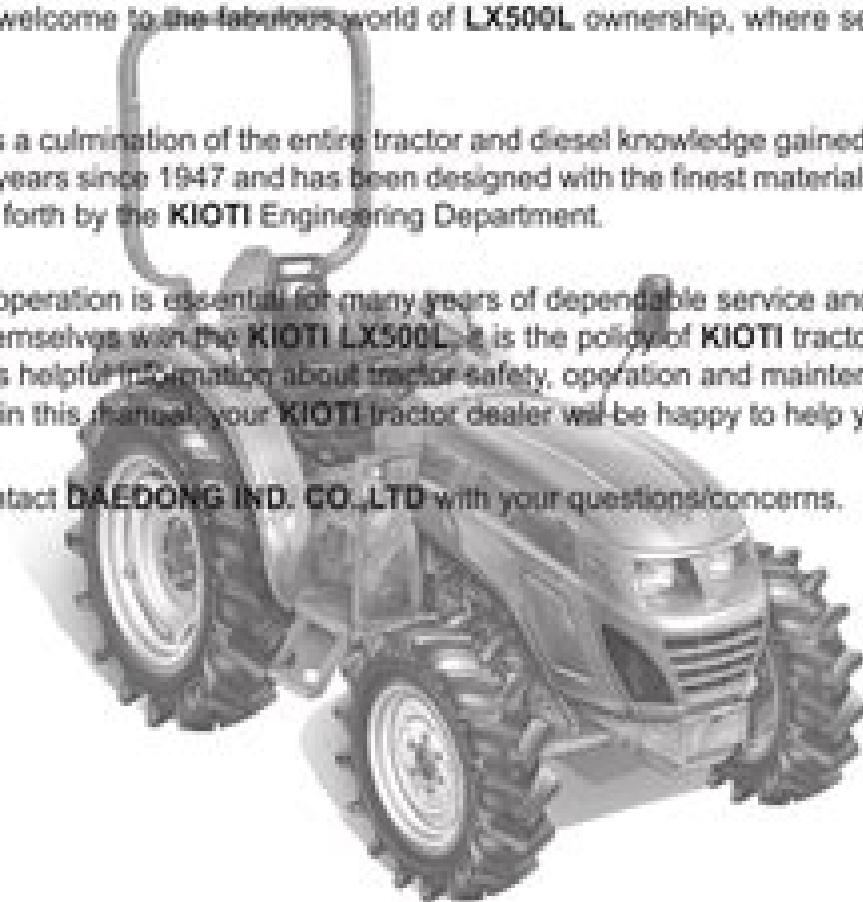 welcome to the fabulous world of LX500L ownership, where se
s a culmination of the entire tractor and diesel knowledge gained
years since 1947 and has been designed with the finest material
forth by the KIOTI Engineering Department.
operation is essential for many years of dependable service an
emselves with the KIOTI LX500L, it is the policy of KIOTI tracto
s helpful information about tractor safety, operation and mainten
in this manual, your KIOTI tractor dealer will be happy to help y
ntact DAEDONG IND. CO.,LTD with your questions/concerns.